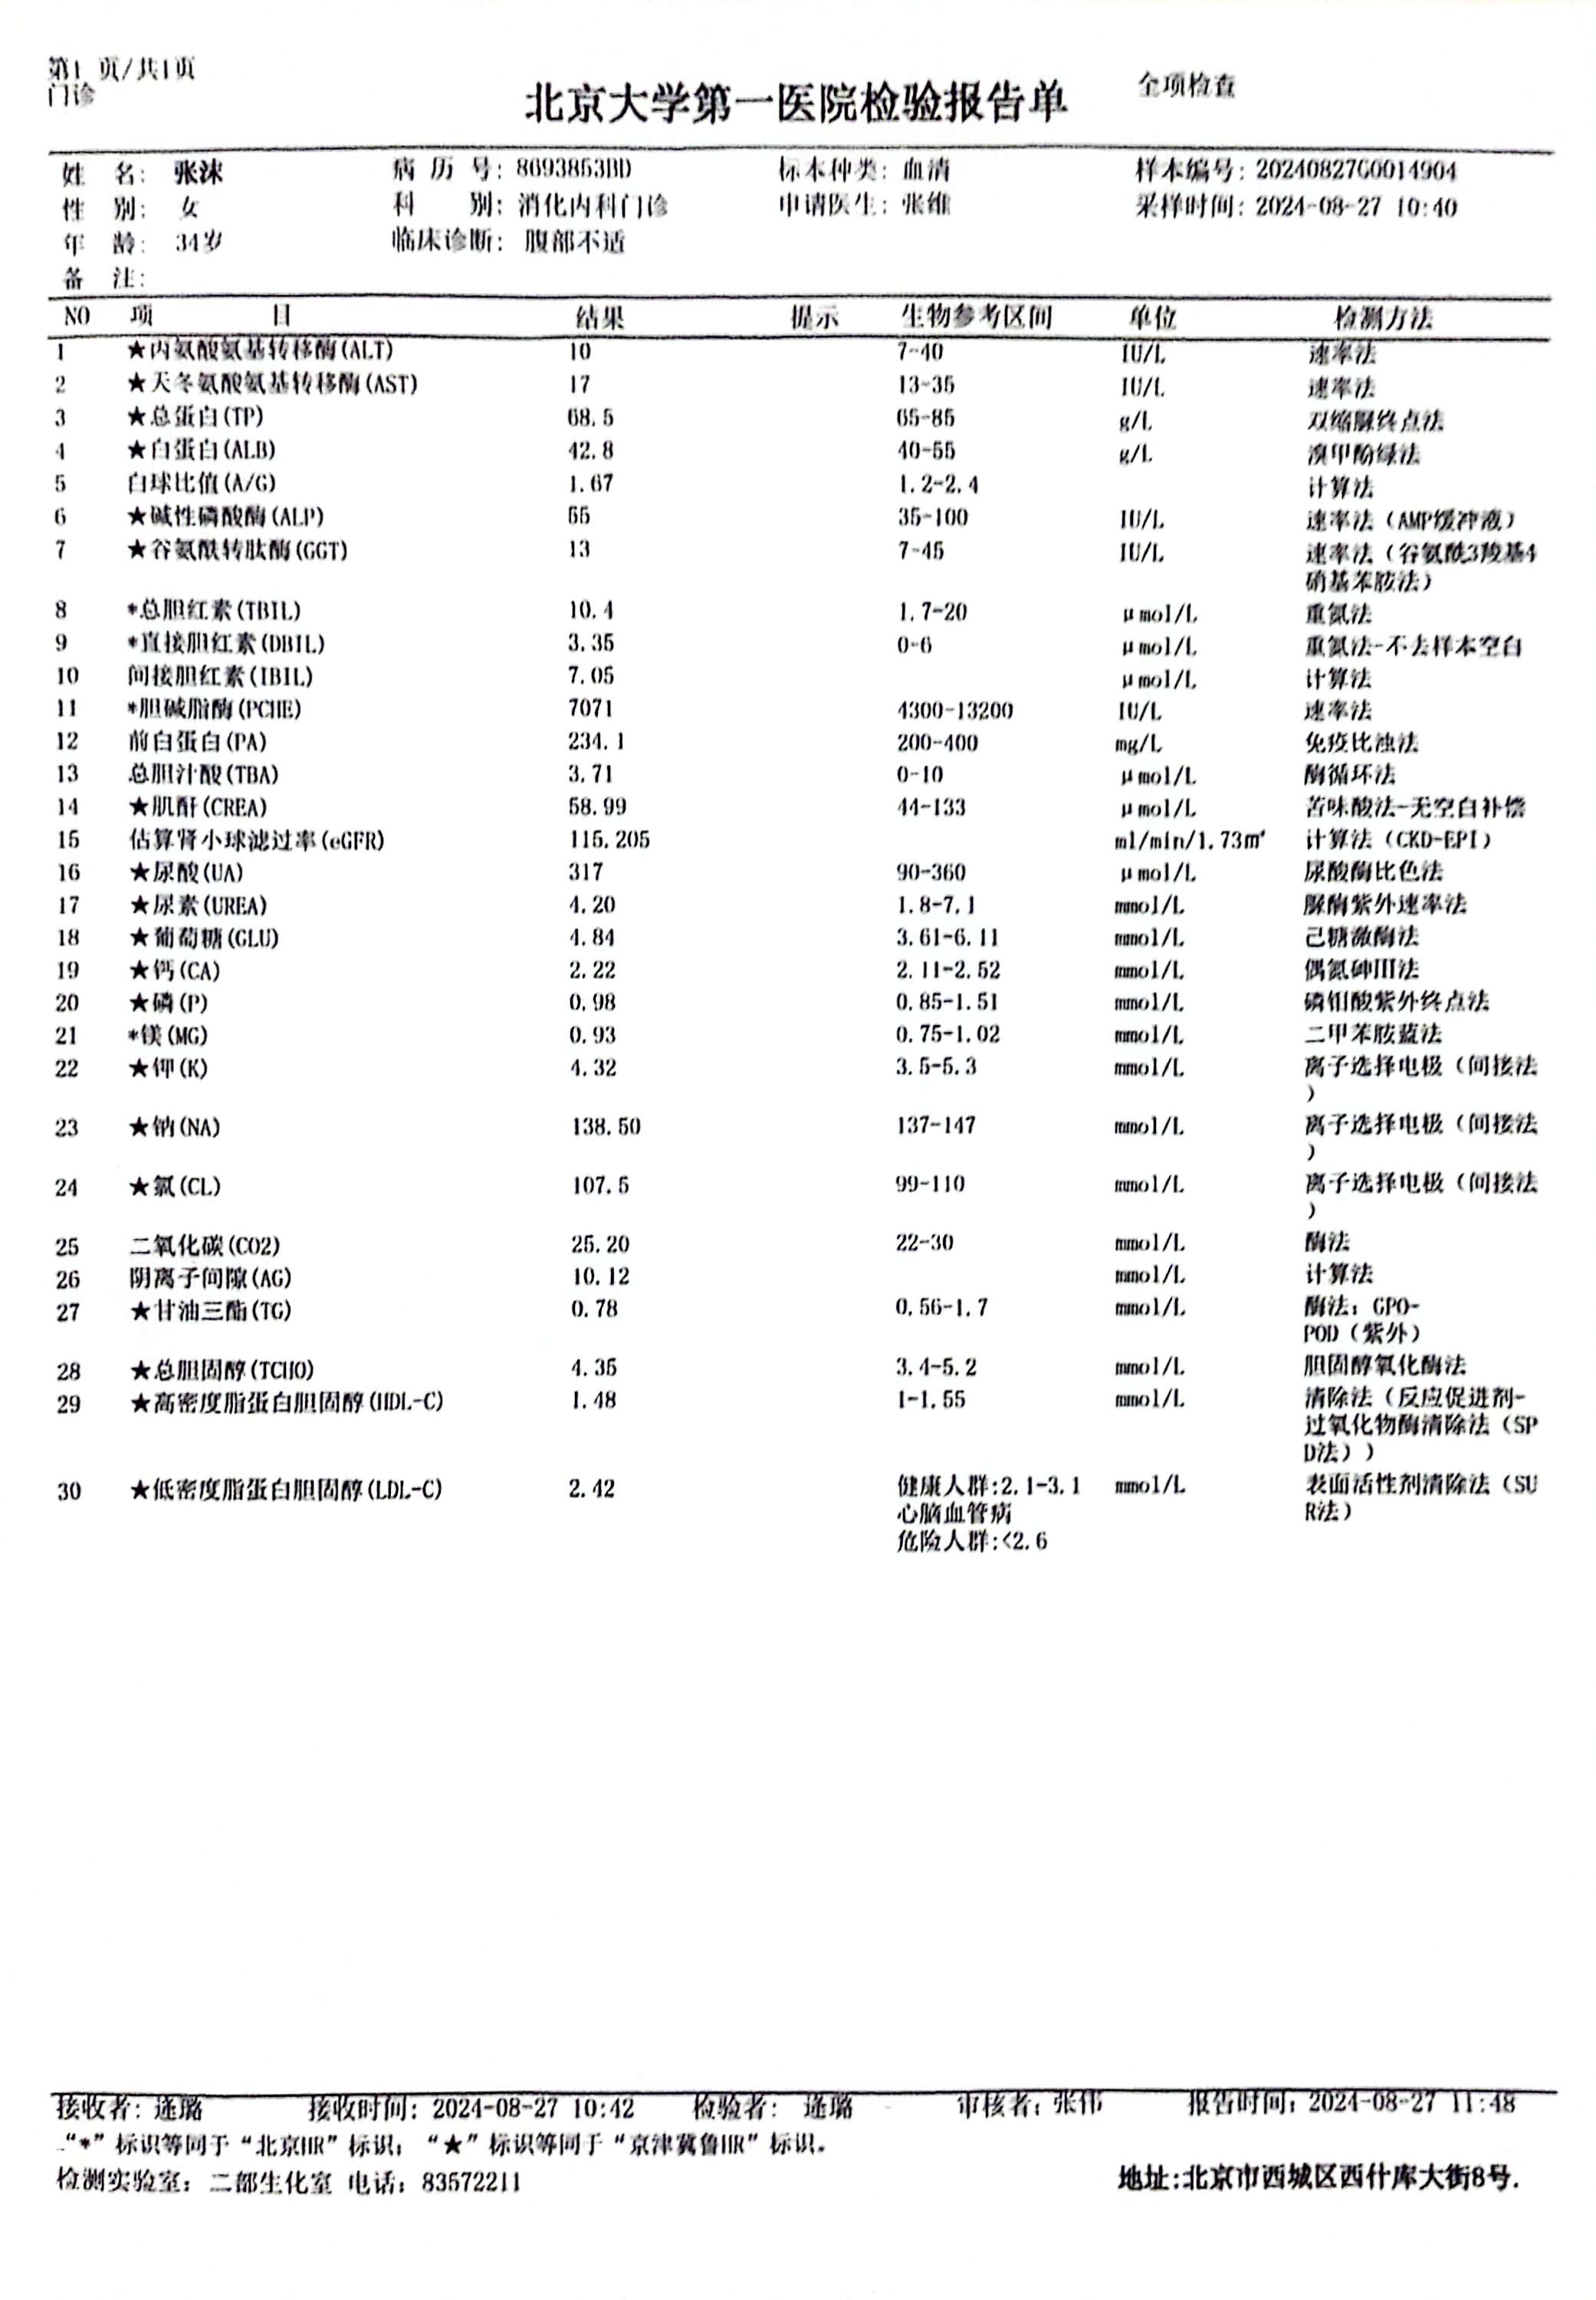 第1 页/共1页
门诊
北京大学第一医院检验报告单
全项检查
姓 名: 张沫 病 历 号: 8693853BD 标本种类: 血清 样本编号: 20240827G0014904
性 别: 女 科 别: 消化内科门诊 申请医生: 张维 采样时间: 2024-08-27 10:40
年 龄: 34岁 临床诊断: 腹部不适
备 注:
NO 项 目 结果 提示 生物参考区间 单位 检测方法
1 ★丙氨酸氨基转移酶(ALT) 10 7-40 IU/L 速率法
2 ★天冬氨酸氨基转移酶(AST) 17 13-35 IU/L 速率法
3 ★总蛋白(TP) 68.5 65-85 g/L 双缩脲终点法
4 ★白蛋白(ALB) 42.8 40-55 g/L 溴甲酚绿法
5 白球比值(A/G) 1.67 1.2-2.4 计算法
6 ★碱性磷酸酶(ALP) 55 35-100 IU/L 速率法（AMP缓冲液）
7 ★谷氨酰转肽酶(GGT) 13 7-45 IU/L 速率法（谷氨酰3羧基4
硝基苯胺法）
8 *总胆红素(TBIL) 10.4 1.7-20 μmol/L 重氮法
9 *直接胆红素(DBIL) 3.35 0-6 μmol/L 重氮法-不去样本空白
10 间接胆红素(IBIL) 7.05 μmol/L 计算法
11 *胆碱脂酶(PCHE) 7071 4300-13200 IU/L 速率法
12 前白蛋白(PA) 234.1 200-400 mg/L 免疫比浊法
13 总胆汁酸(TBA) 3.71 0-10 μmol/L 酶循环法
14 ★肌酐(CREA) 58.99 44-133 μmol/L 苦味酸法-无空白补偿
15 估算肾小球滤过率(eGFR) 115.205 ml/min/1.73㎡ 计算法（CKD-EPI）
16 ★尿酸(UA) 317 90-360 μmol/L 尿酸酶比色法
17 ★尿素(UREA) 4.20 1.8-7.1 mmol/L 脲酶紫外速率法
18 ★葡萄糖(GLU) 4.84 3.61-6.11 mmol/L 己糖激酶法
19 ★钙(CA) 2.22 2.11-2.52 mmol/L 偶氮砷III法
20 ★磷(P) 0.98 0.85-1.51 mmol/L 磷钼酸紫外终点法
21 *镁(MG) 0.93 0.75-1.02 mmol/L 二甲苯胺蓝法
22 ★钾(K) 4.32 3.5-5.3 mmol/L 离子选择电极（间接法
）
23 ★钠(NA) 138.50 137-147 mmol/L 离子选择电极（间接法
）
24 ★氯(CL) 107.5 99-110 mmol/L 离子选择电极（间接法
）
25 二氧化碳(CO2) 25.20 22-30 mmol/L 酶法
26 阴离子间隙(AG) 10.12 mmol/L 计算法
27 ★甘油三酯(TG) 0.78 0.56-1.7 mmol/L 酶法：GPO-
POD（紫外）
28 ★总胆固醇(TCHO) 4.35 3.4-5.2 mmol/L 胆固醇氧化酶法
29 ★高密度脂蛋白胆固醇(HDL-C) 1.48 1-1.55 mmol/L 清除法（反应促进剂-
过氧化物酶清除法（SP
D法））
30 ★低密度脂蛋白胆固醇(LDL-C) 2.42 健康人群:2.1-3.1 mmol/L 表面活性剂清除法（SU
心脑血管病 R法）
危险人群:<2.6
接收者: 逄璐 接收时间: 2024-08-27 10:42 检验者: 逄璐 审核者: 张伟 报告时间: 2024-08-27 11:48
“*”标识等同于“北京HR”标识；“★”标识等同于“京津冀鲁HR”标识。
检测实验室：二部生化室 电话：83572211 地址:北京市西城区西什库大街8号.